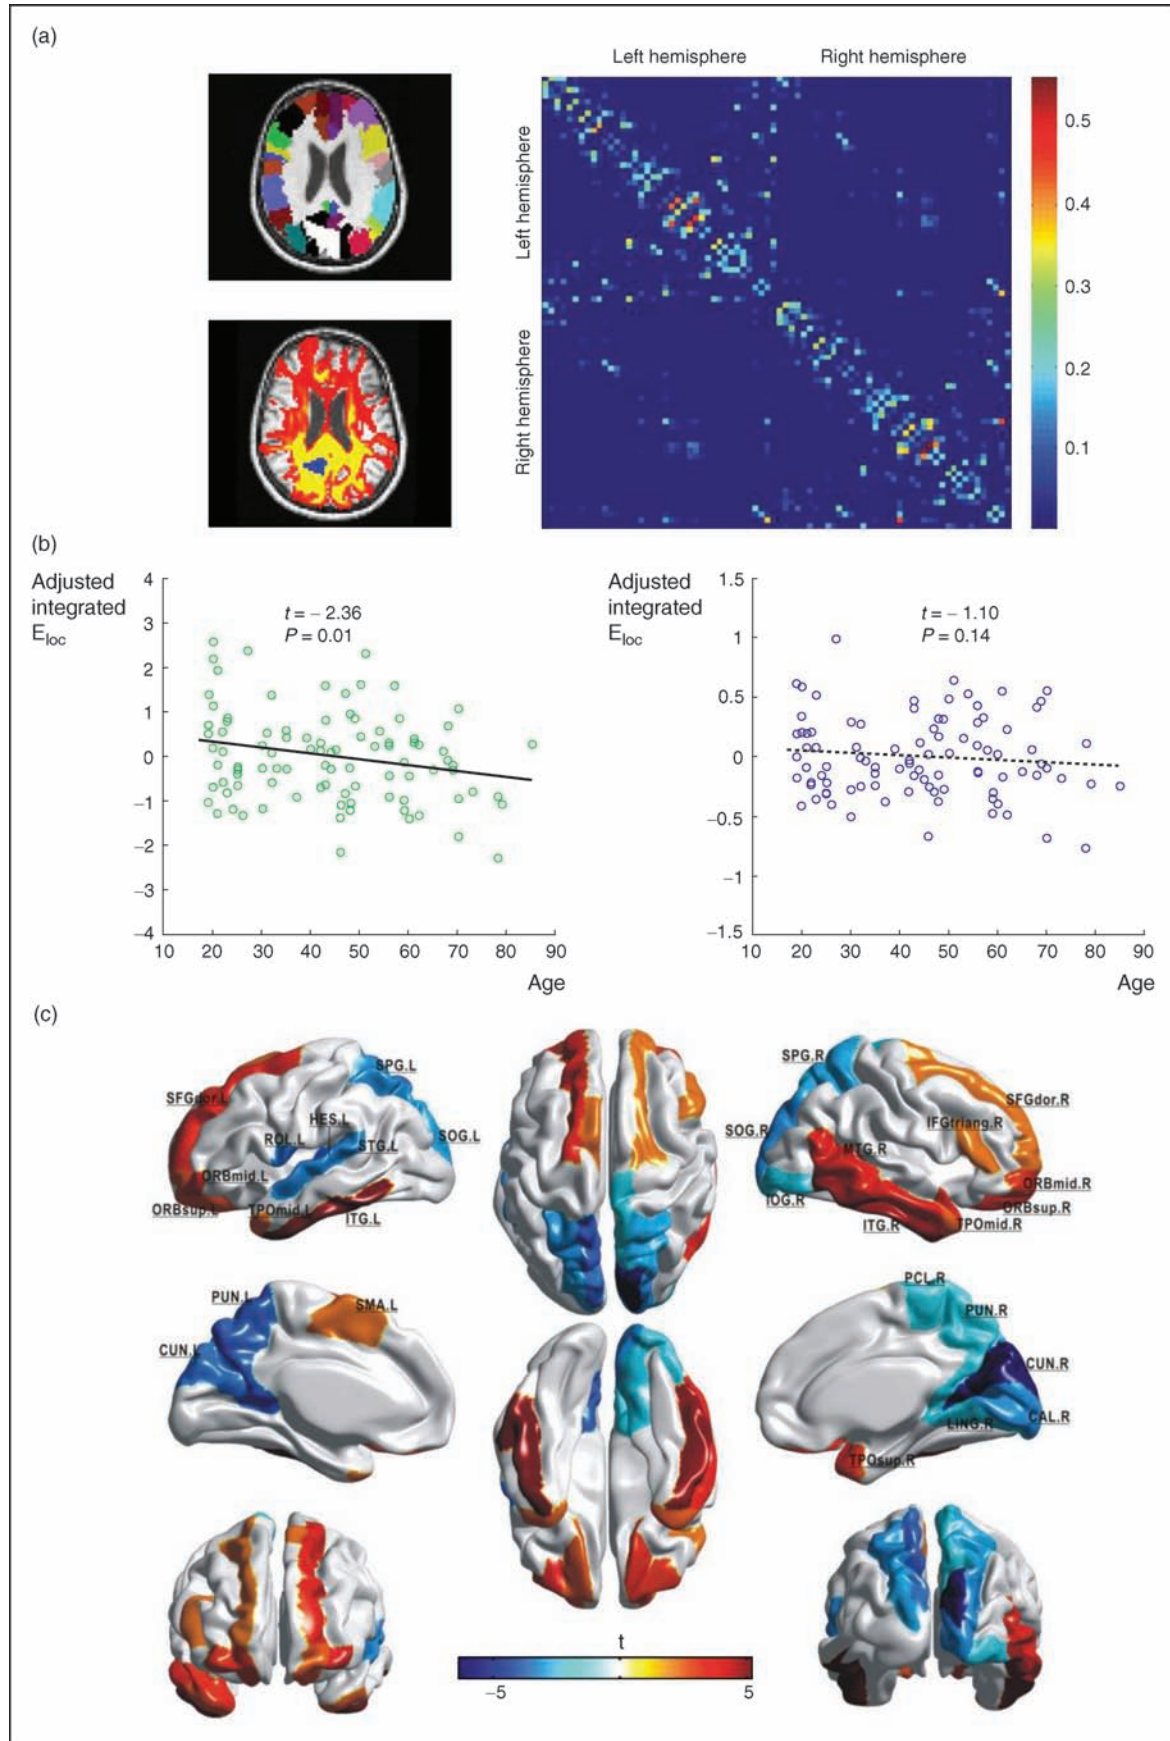 (a)
Left hemisphere
Right hemisphere
Left hemisphere
Right hemisphere
0.5
0.4
0.3
0.2
0.1
(b)
Adjusted
integrated
E_loc
4
3
2
1
0
−1
−2
−3
−4
t = − 2.36
P = 0.01
10 20 30 40 50 60 70 80 90
Age
Adjusted
integrated
E_loc
1.5
1
0.5
0
−0.5
−1
−1.5
t = − 1.10
P = 0.14
10 20 30 40 50 60 70 80 90
Age
(c)
SPG.L
SFGdor.L
HES.L
ROL.L
STG.L
SOG.L
ORBmid.L
ORBsup.L
TPOmid.L
ITG.L
SPG.R
SFGdor.R
IFGtriang.R
SOG.R
MTG.R
IOG.R
ORBmid.R
ORBsup.R
ITG.R
TPOmid.R
PUN.L
SMA.L
CUN.L
PCL.R
PUN.R
CUN.R
LING.R
CAL.R
TPOsup.R
t
−5
5